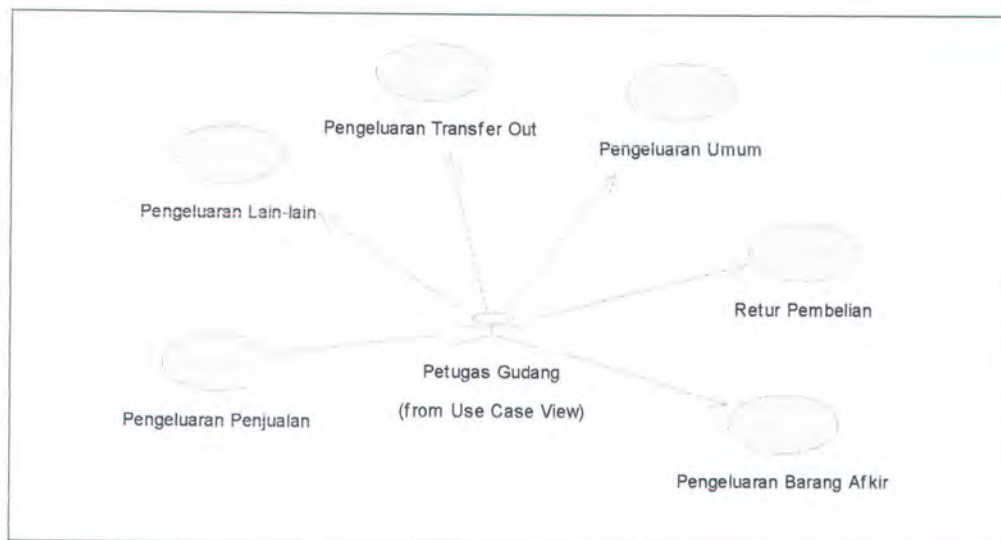 Pengeluaran Transfer Out
Pengeluaran Umum
Pengeluaran Lain-lain
Retur Pembelian
Petugas Gudang
(from Use Case View)
Pengeluaran Penjualan
Pengeluaran Barang Afkir